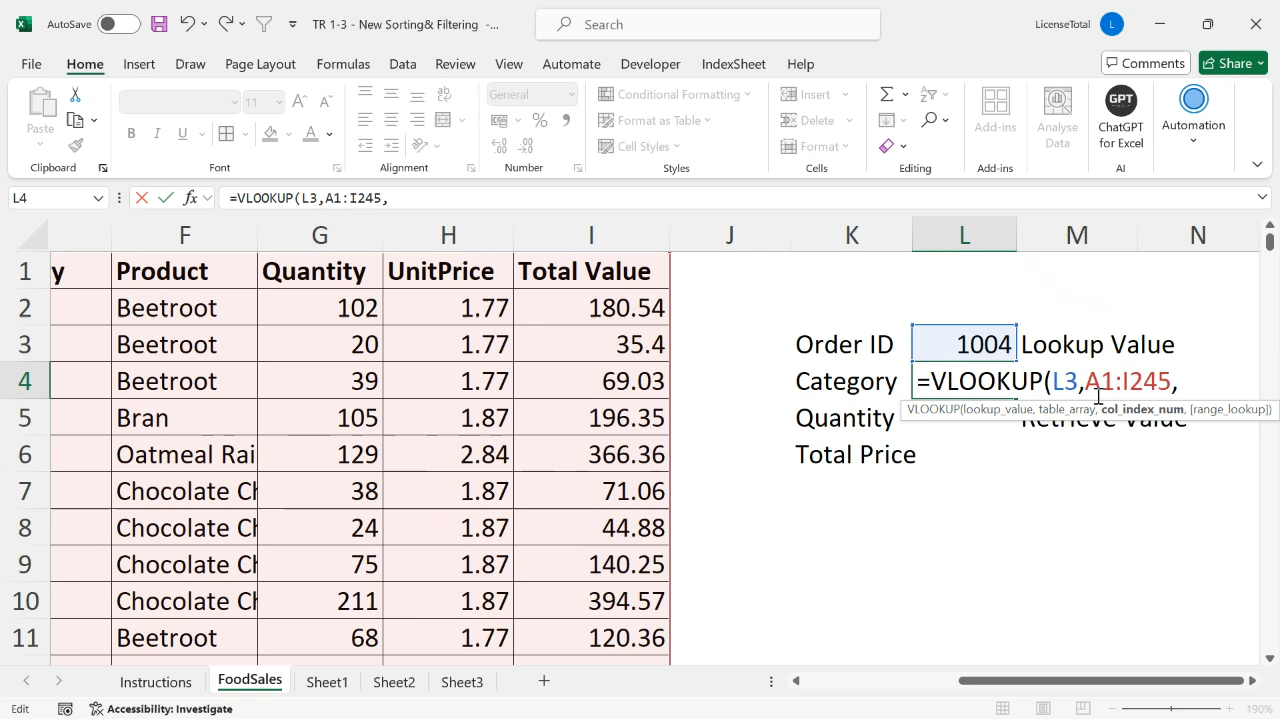 AutoSave
TR 1-3 - New Sorting& Filtering -...
Search
LicenseTotal
L
File Home Insert Draw Page Layout Formulas Data Review View Automate Developer IndexSheet Help
Comments
Share
Paste
11
General
Conditional Formatting
Format as Table
Cell Styles
Insert
Delete
Format
Add-ins
Analyse Data
GPT
ChatGPT for Excel
Automation
B I U
A
Clipboard Font Alignment Number Styles Cells Editing Add-ins AI
L4
fx
=VLOOKUP(L3,A1:I245,
F G H I J K L M N
1 y Product Quantity UnitPrice Total Value
2 Beetroot 102 1.77 180.54
3 Beetroot 20 1.77 35.4 Order ID 1004 Lookup Value
4 Beetroot 39 1.77 69.03 Category =VLOOKUP(L3,A1:I245,
VLOOKUP(lookup_value, table_array, col_index_num, [range_lookup])
5 Bran 105 1.87 196.35 Quantity Retrieve Value
6 Oatmeal Rai 129 2.84 366.36 Total Price
7 Chocolate Ch 38 1.87 71.06
8 Chocolate Ch 24 1.87 44.88
9 Chocolate Ch 75 1.87 140.25
10 Chocolate Ch 211 1.87 394.57
11 Beetroot 68 1.77 120.36
Instructions FoodSales Sheet1 Sheet2 Sheet3
Edit
Accessibility: Investigate
190%